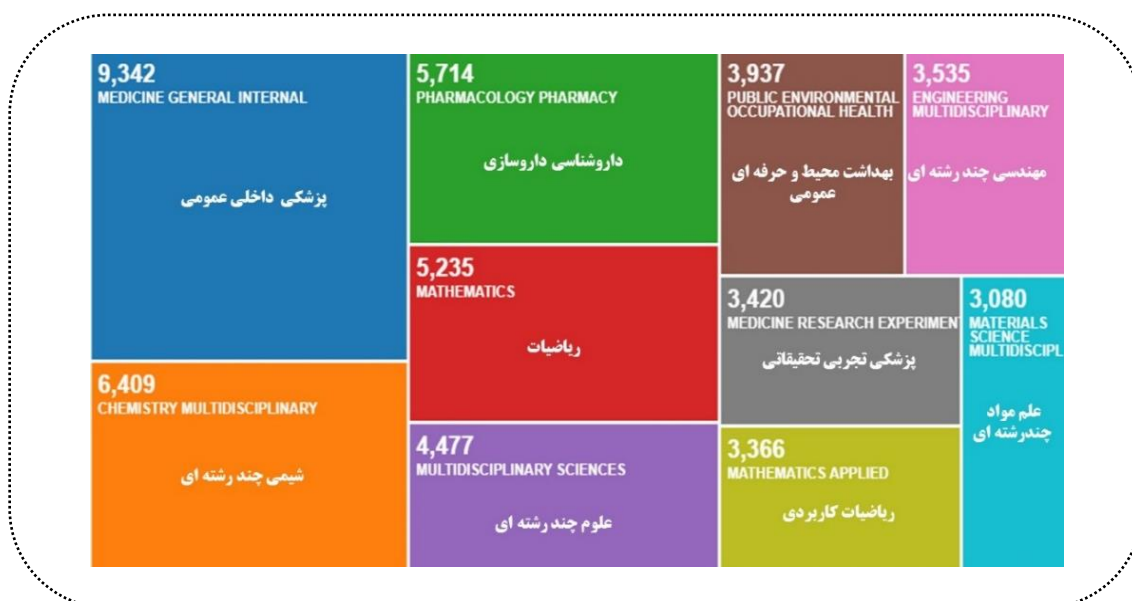 9,342
MEDICINE GENERAL INTERNAL
پزشکی داخلی عمومی
6,409
CHEMISTRY MULTIDISCIPLINARY
شیمی چند رشته ای
5,714
PHARMACOLOGY PHARMACY
داروشناسی داروسازی
5,235
MATHEMATICS
ریاضیات
4,477
MULTIDISCIPLINARY SCIENCES
علوم چند رشته ای
3,937
PUBLIC ENVIRONMENTAL
OCCUPATIONAL HEALTH
بهداشت محیط و حرفه ای
عمومی
3,535
ENGINEERING
MULTIDISCIPLINARY
مهندسی چند رشته ای
3,420
MEDICINE RESEARCH EXPERIMENT
پزشکی تجربی تحقیقاتی
3,366
MATHEMATICS APPLIED
ریاضیات کاربردی
3,080
MATERIALS
SCIENCE
MULTIDISCIPL
علم مواد
چندرشته ای